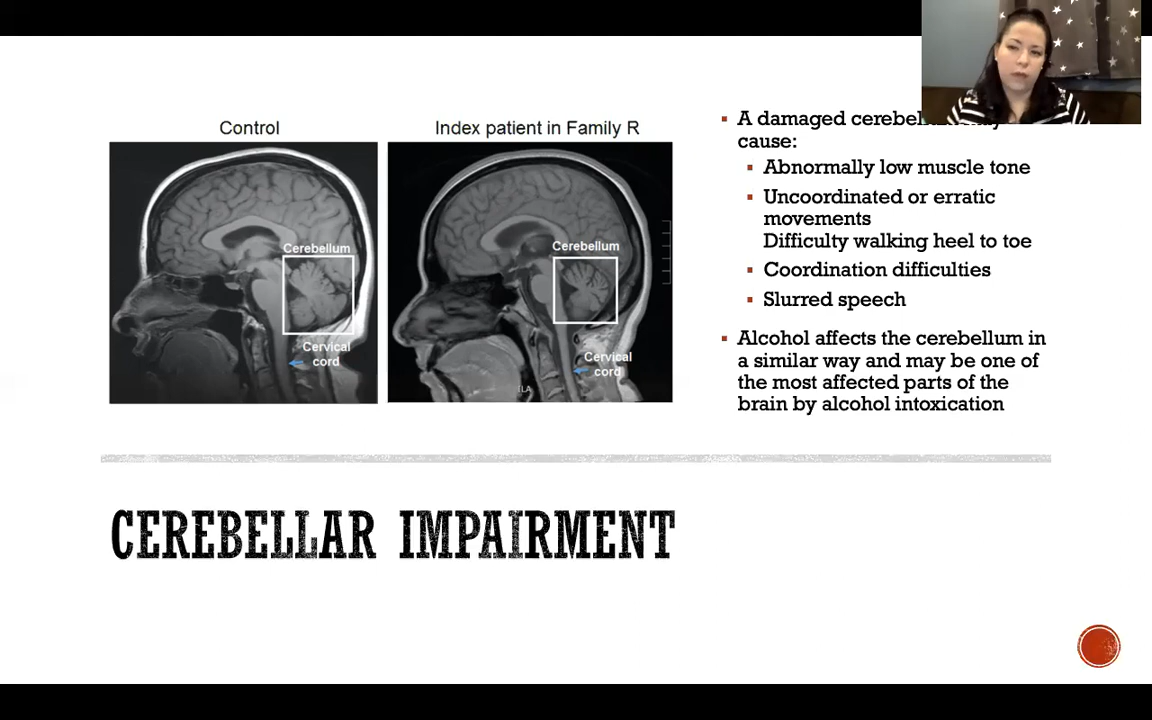 Control
Index patient in Family R
Cerebellum
Cervical
cord
Cerebellum
Cervical
cord
ILA
A damaged
cause:
Abnormally low muscle tone
Uncoordinated or erratic
movements
Difficulty walking heel to toe
Coordination difficulties
Slurred speech
Alcohol affects the cerebellum in
a similar way and may be one of
the most affected parts of the
brain by alcohol intoxication
CEREBELLAR IMPAIRMENT